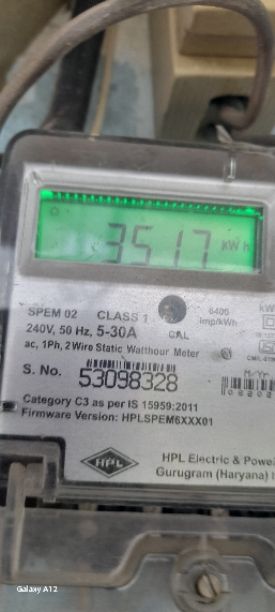 3517 kWh
SPEM 02 CLASS 1 6400
240V, 50 Hz, 5-30A CAL imp/kWh
ac, 1Ph, 2 Wire Static Watthour Meter
S. No. 53098328
Category C3 as per IS 15959:2011
Firmware Version: HPLSPEM6XXX01
HPL
HPL Electric &
Gurugram (Haryana)
Galaxy A12